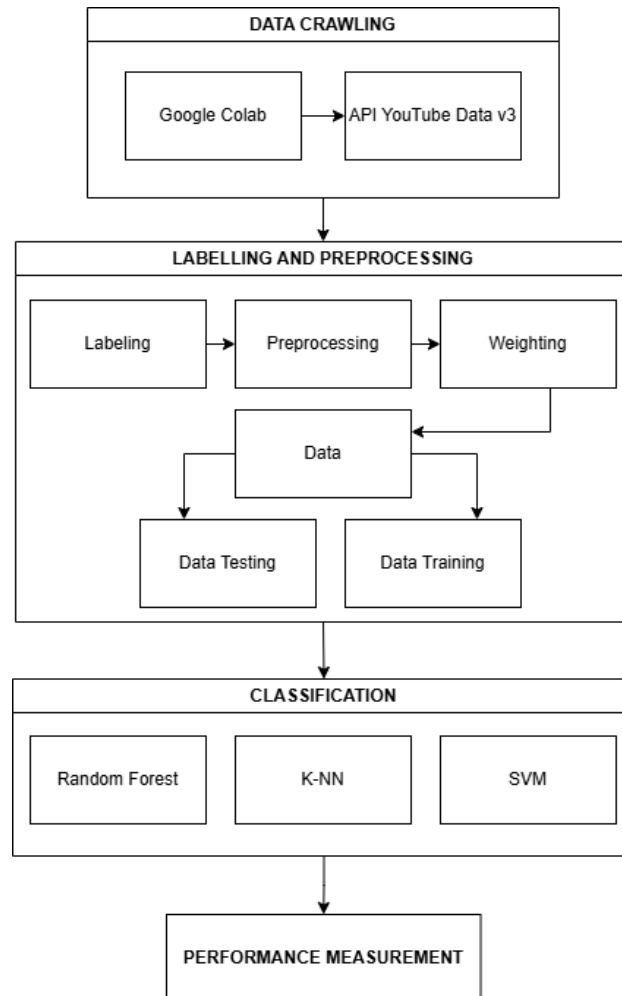 DATA CRAWLING
Google Colab
API YouTube Data v3
LABELLING AND PREPROCESSING
Labeling
Preprocessing
Weighting
Data
Data Testing
Data Training
CLASSIFICATION
Random Forest
K-NN
SVM
PERFORMANCE MEASUREMENT